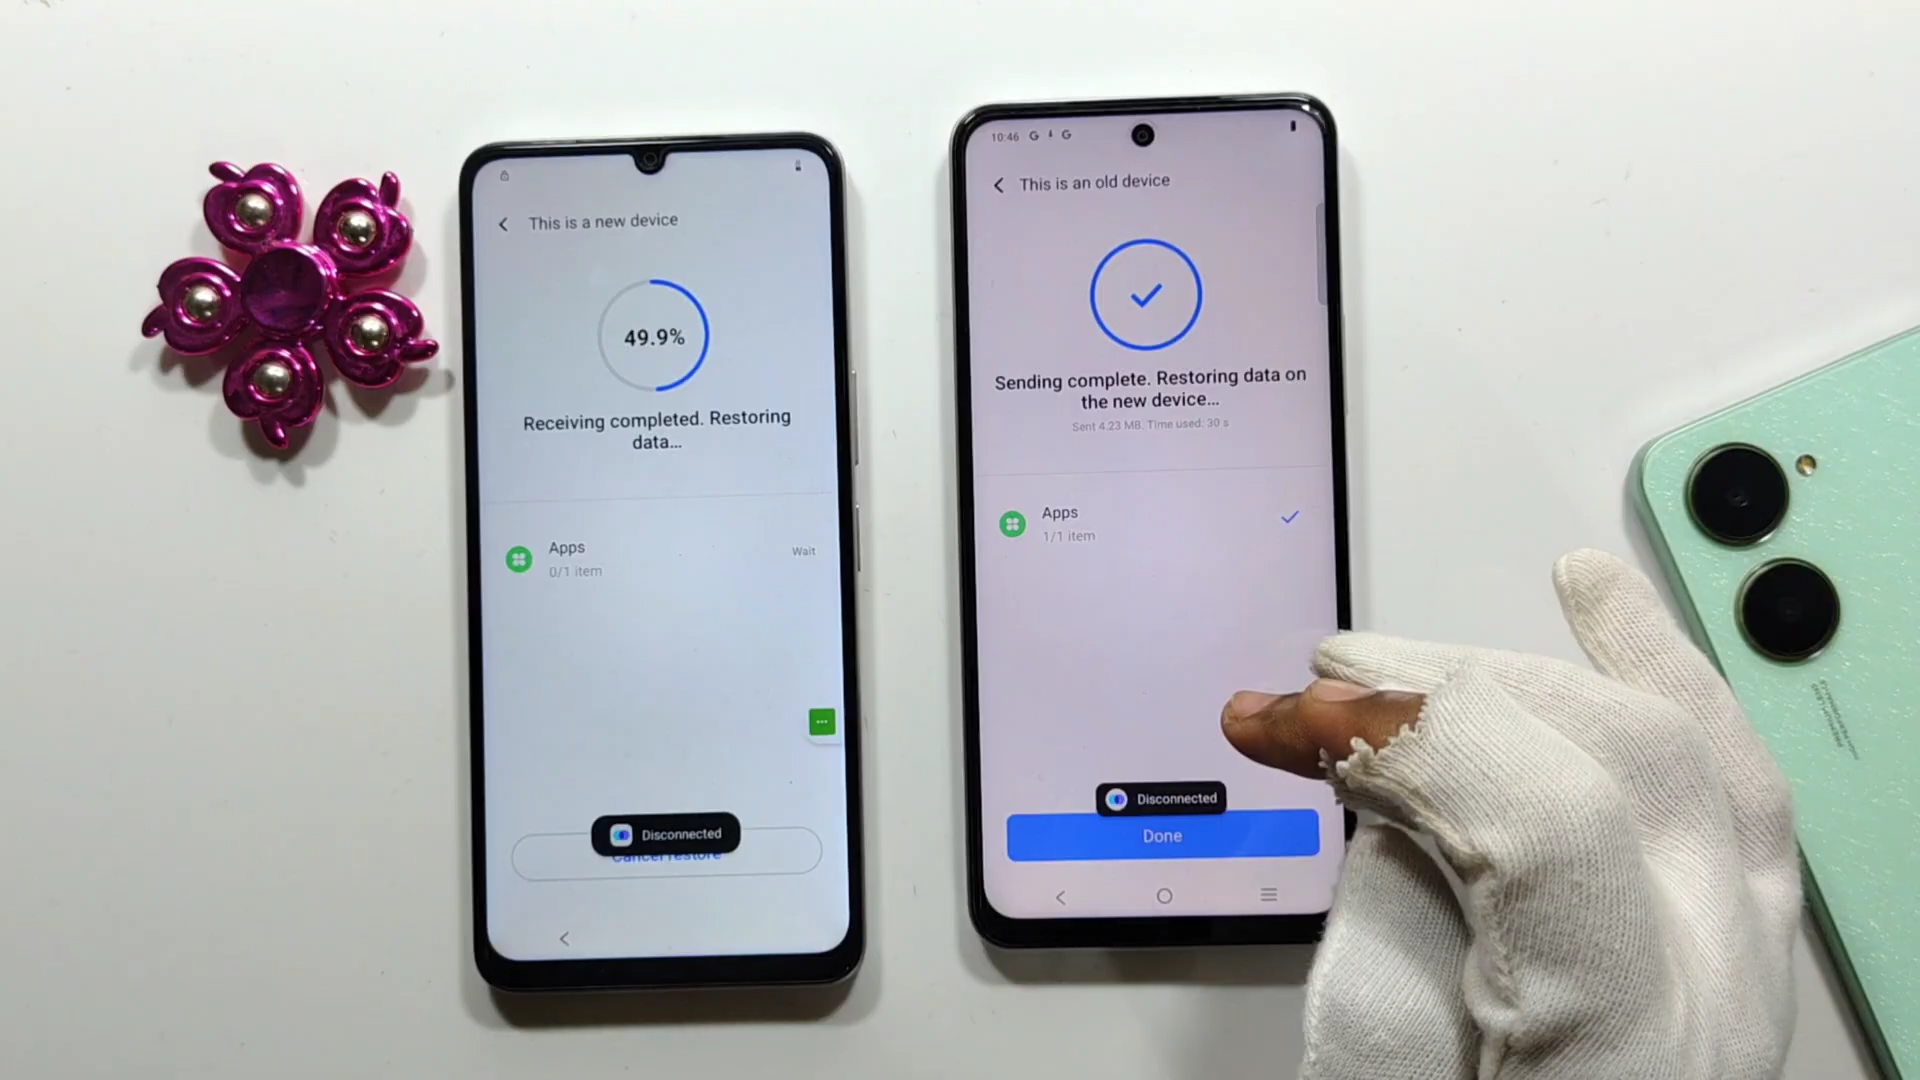 This is a new device
49.9%
Receiving completed. Restoring
data...
Apps
0/1 item
Wait
Disconnected
Cancel restore
10:46 G G
This is an old device
Sending complete. Restoring data on
the new device...
Sent 4.23 MB. Time used: 30 s
Apps
1/1 item
Disconnected
Done